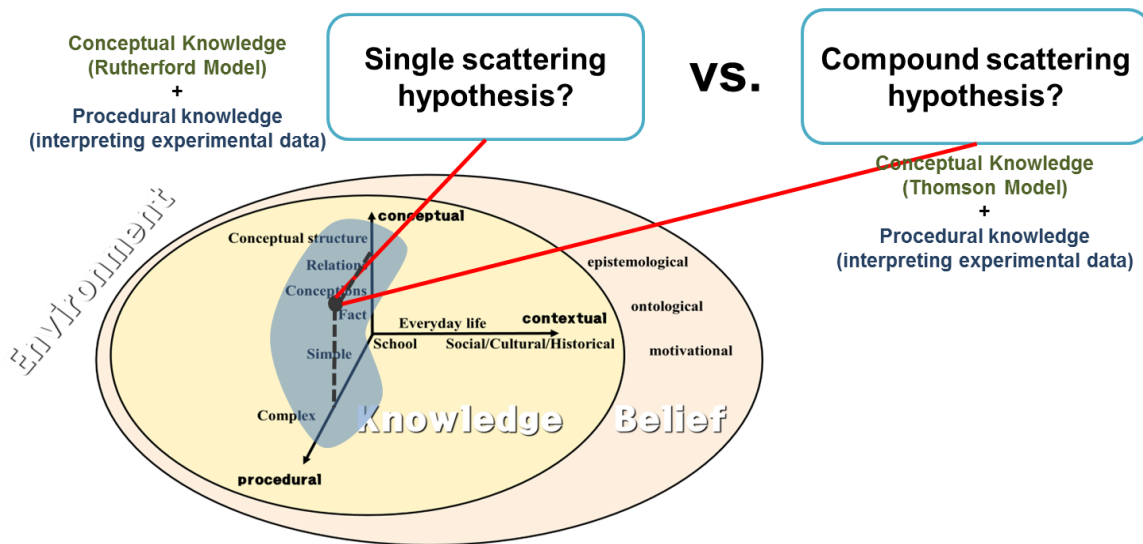 Conceptual Knowledge
(Rutherford Model)
+
Procedural knowledge
(interpreting experimental data)
Single scattering
hypothesis?
vs.
Compound scattering
hypothesis?
Conceptual Knowledge
(Thomson Model)
+
Procedural knowledge
(interpreting experimental data)
Environment
conceptual
Conceptual structure
Relation
Conceptions
Fact
Everyday life
contextual
School
Social/Cultural/Historical
Simple
Complex
procedural
epistemological
ontological
motivational
Knowledge
Belief